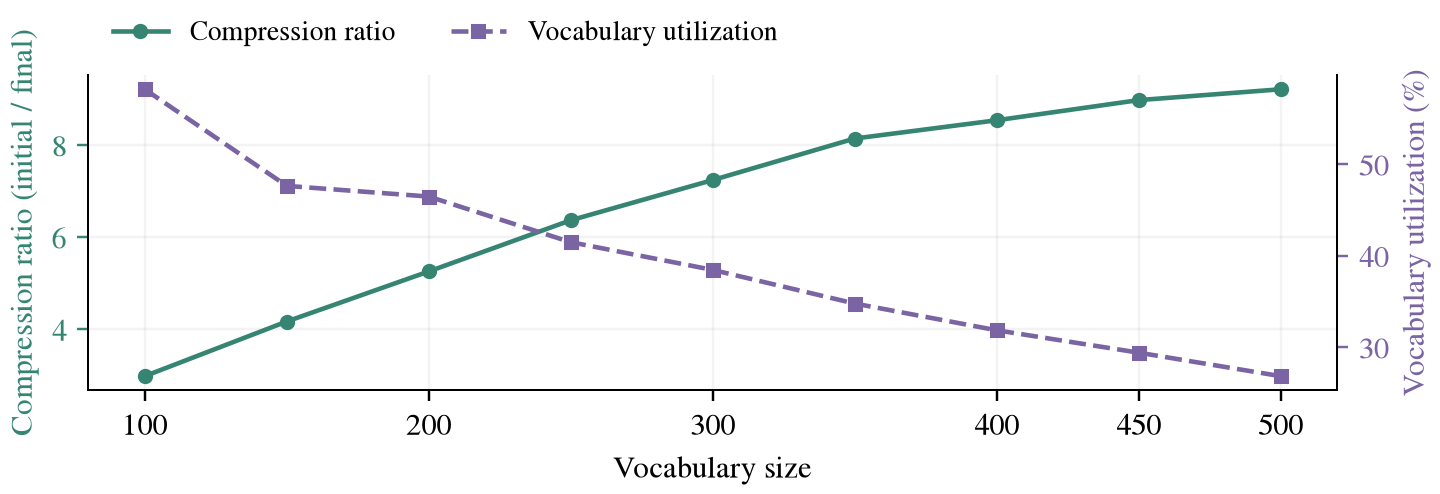 Compression ratio
Vocabulary utilization
Compression ratio (initial / final)
8
6
4
50
40
30
Vocabulary utilization (%)
100
200
300
400
450
500
Vocabulary size